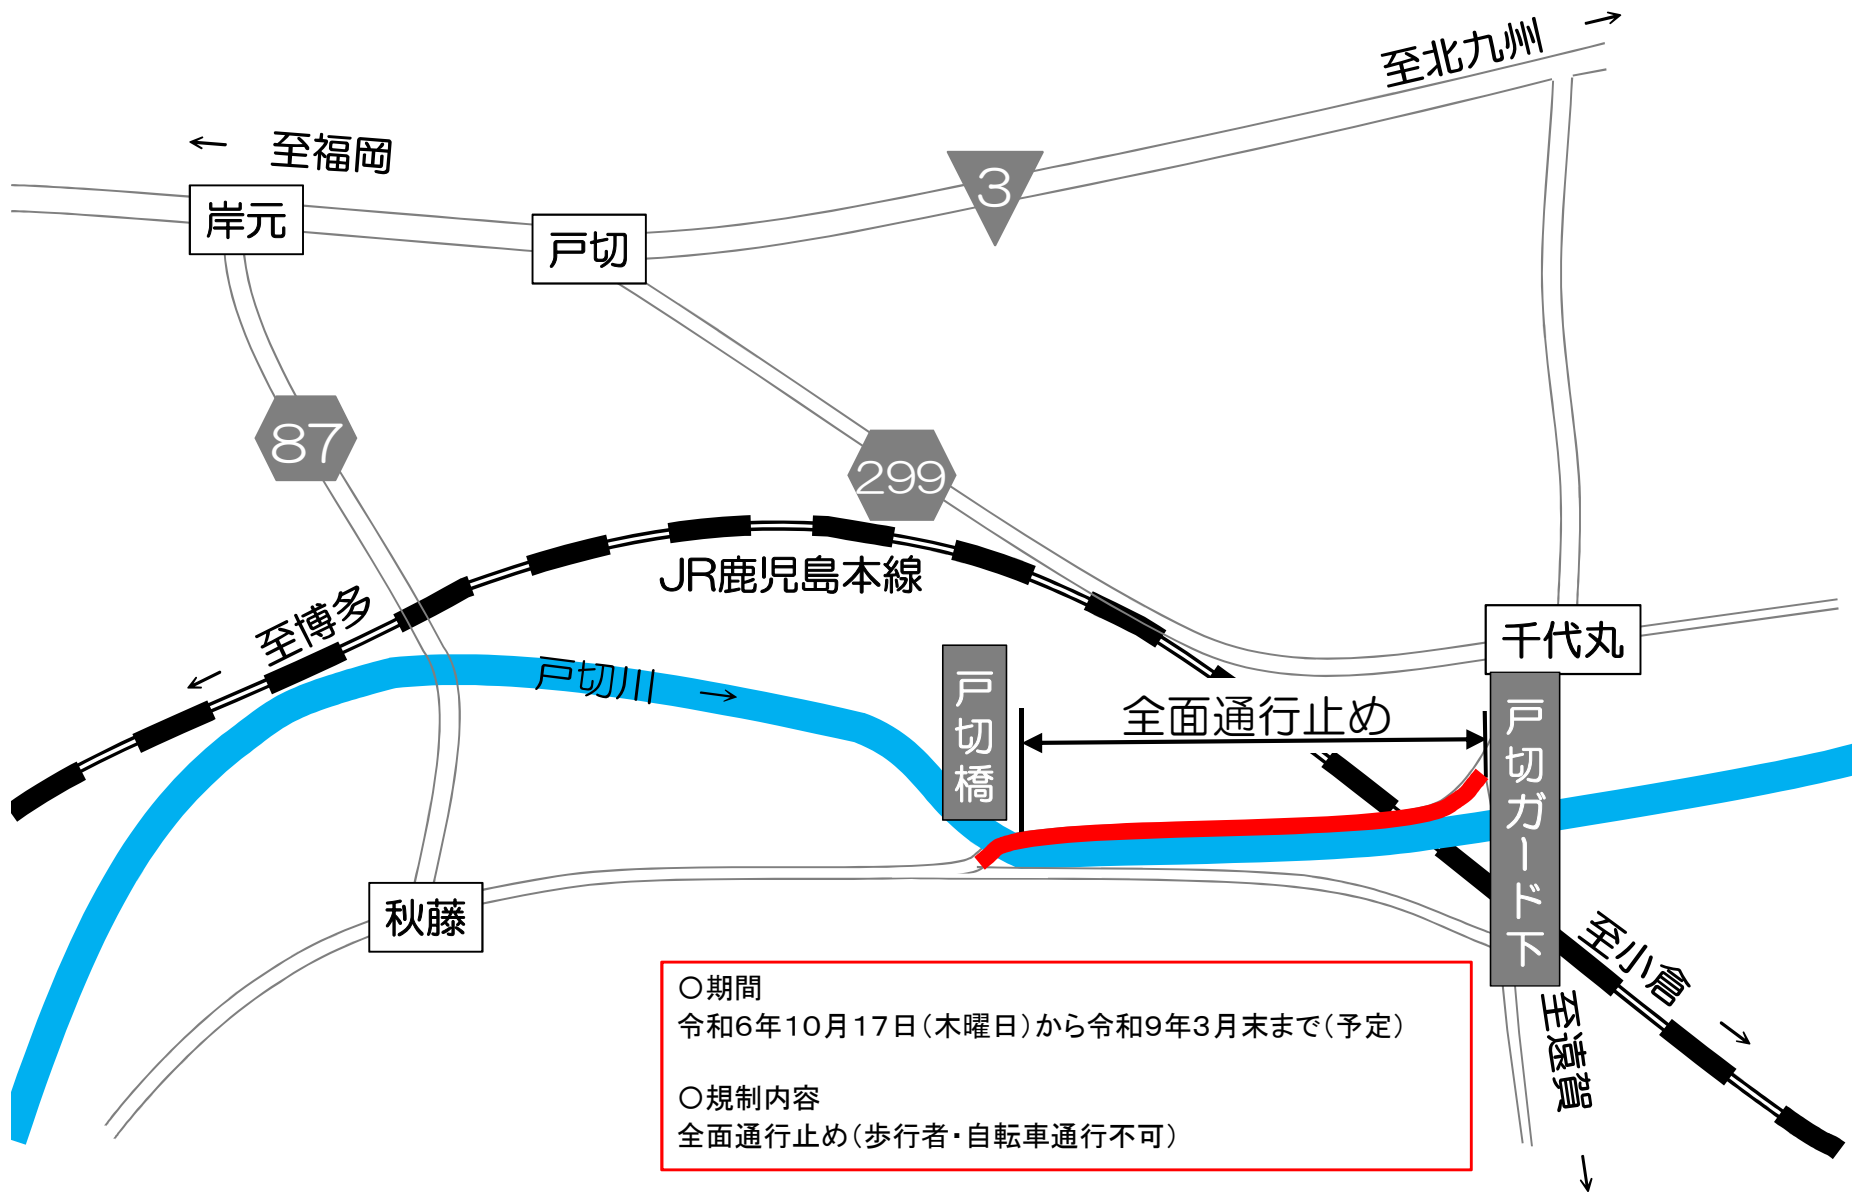 至北九州
→
← 至福岡
3
岸元
戸切
87
299
JR鹿児島本線
至博多
←
戸切川 →
千代丸
戸切橋
全面通行止め
戸切ガード下
秋藤
至小倉
→
至遠賀
→
○期間
令和6年10月17日(木曜日)から令和9年3月末まで(予定)
○規制内容
全面通行止め(歩行者・自転車通行不可)